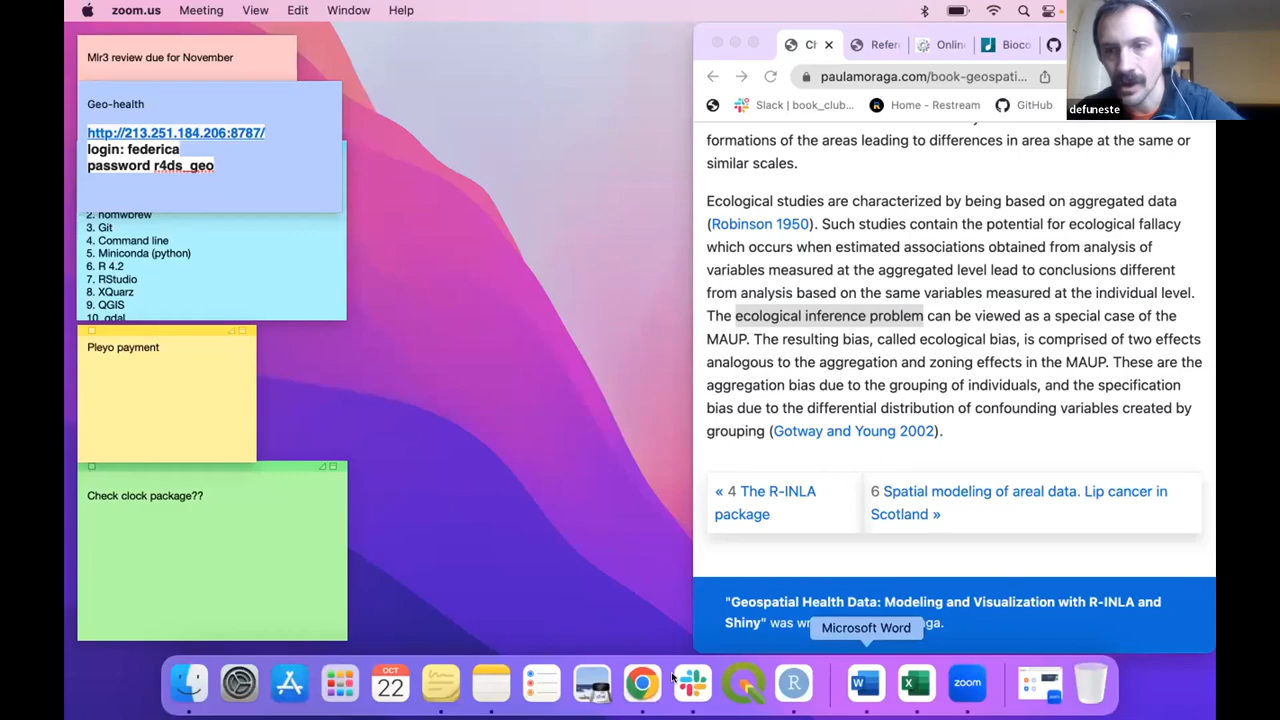 zoom.us Meeting View Edit Window Help
Mlr3 review due for November
Geo-health
http://213.251.184.206:8787/
login: federica
password r4ds_geo
2. homwbrew
3. Git
4. Command line
5. Miniconda (python)
6. R 4.2
7. RStudio
8. XQuarz
9. QGIS
10. gdal
Pleyo payment
Check clock package??
Refer
Onlin
Bioco
paulamoraga.com/book-geospati...
Slack | book_club... Home - Restream GitHub
formations of the areas leading to differences in area shape at the same or
similar scales.
Ecological studies are characterized by being based on aggregated data
(Robinson 1950). Such studies contain the potential for ecological fallacy
which occurs when estimated associations obtained from analysis of
variables measured at the aggregated level lead to conclusions different
from analysis based on the same variables measured at the individual level.
The ecological inference problem can be viewed as a special case of the
MAUP. The resulting bias, called ecological bias, is comprised of two effects
analogous to the aggregation and zoning effects in the MAUP. These are the
aggregation bias due to the grouping of individuals, and the specification
bias due to the differential distribution of confounding variables created by
grouping (Gotway and Young 2002).
« 4 The R-INLA
package
6 Spatial modeling of areal data. Lip cancer in
Scotland »
"Geospatial Health Data: Modeling and Visualization with R-INLA and
Shiny" was wr
aga.
Microsoft Word
defuneste
OCT
22
R
W
X
zoom